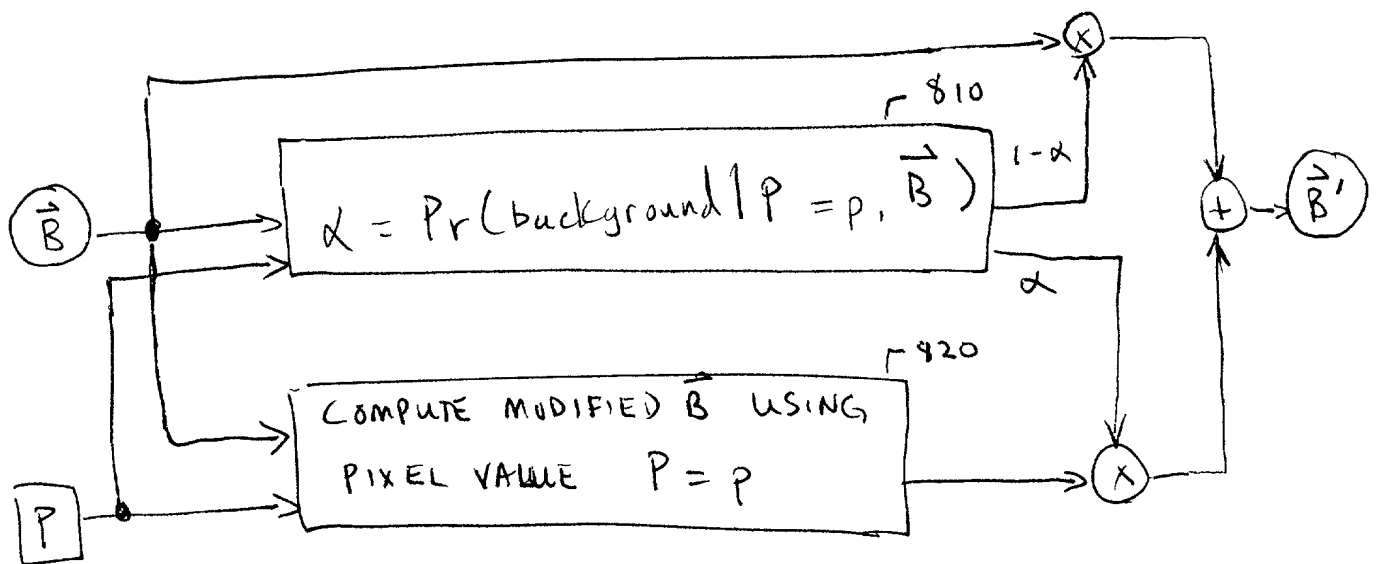 x
810
1-α
B⃗
α = Pr(background | P = p, B⃗)
+
B⃗'
α
820
COMPUTE MODIFIED B⃗ USING
PIXEL VALUE P = p
x
P